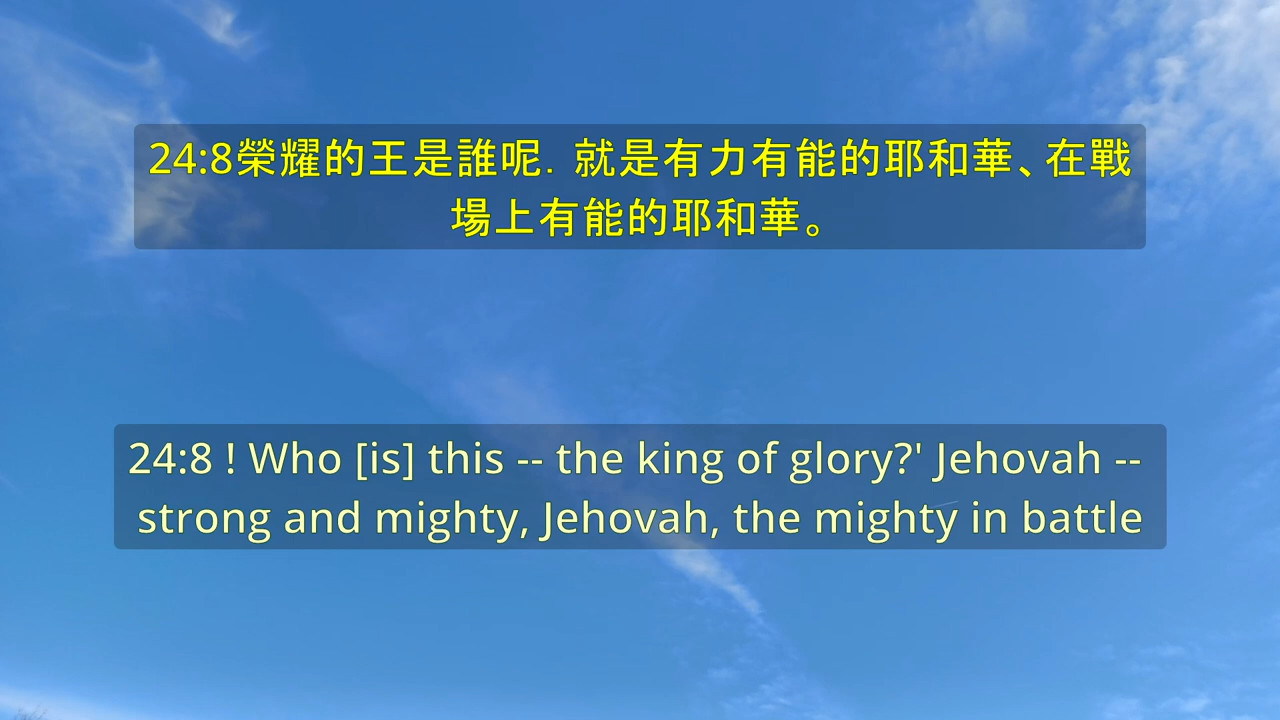 24:8榮耀的王是誰呢．就是有力有能的耶和華、在戰
場上有能的耶和華。
24:8 ! Who [is] this -- the king of glory?' Jehovah --
strong and mighty, Jehovah, the mighty in battle